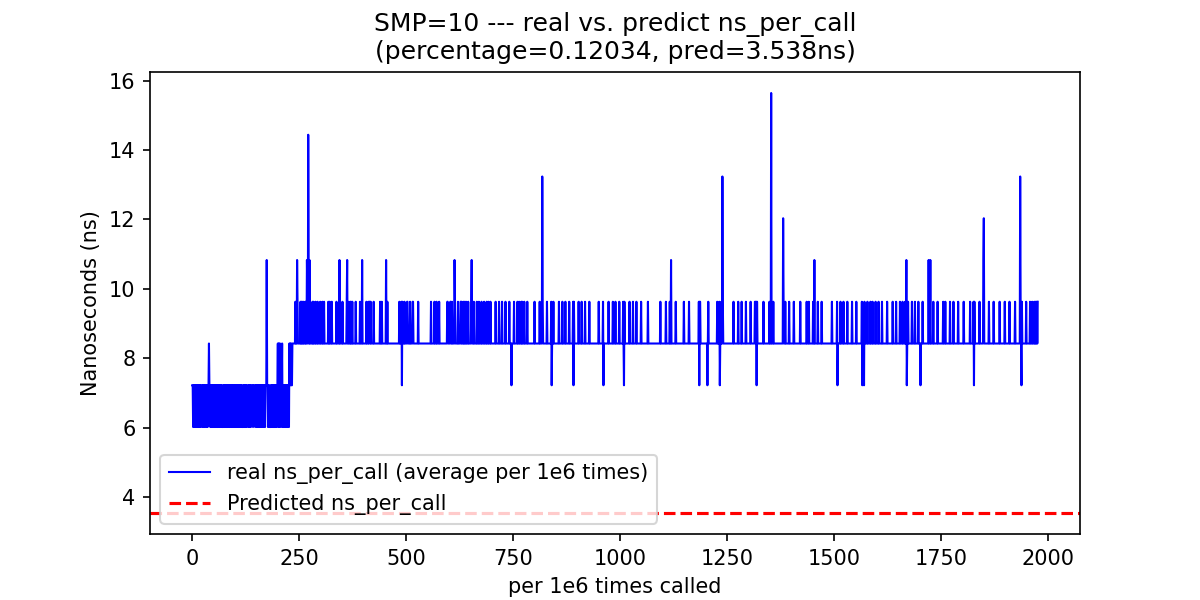 SMP=10 --- real vs. predict ns_per_call
(percentage=0.12034, pred=3.538ns)
Nanoseconds (ns)
16
14
12
10
8
6
4
real ns_per_call (average per 1e6 times)
Predicted ns_per_call
0
250
500
750
1000
1250
1500
1750
2000
per 1e6 times called